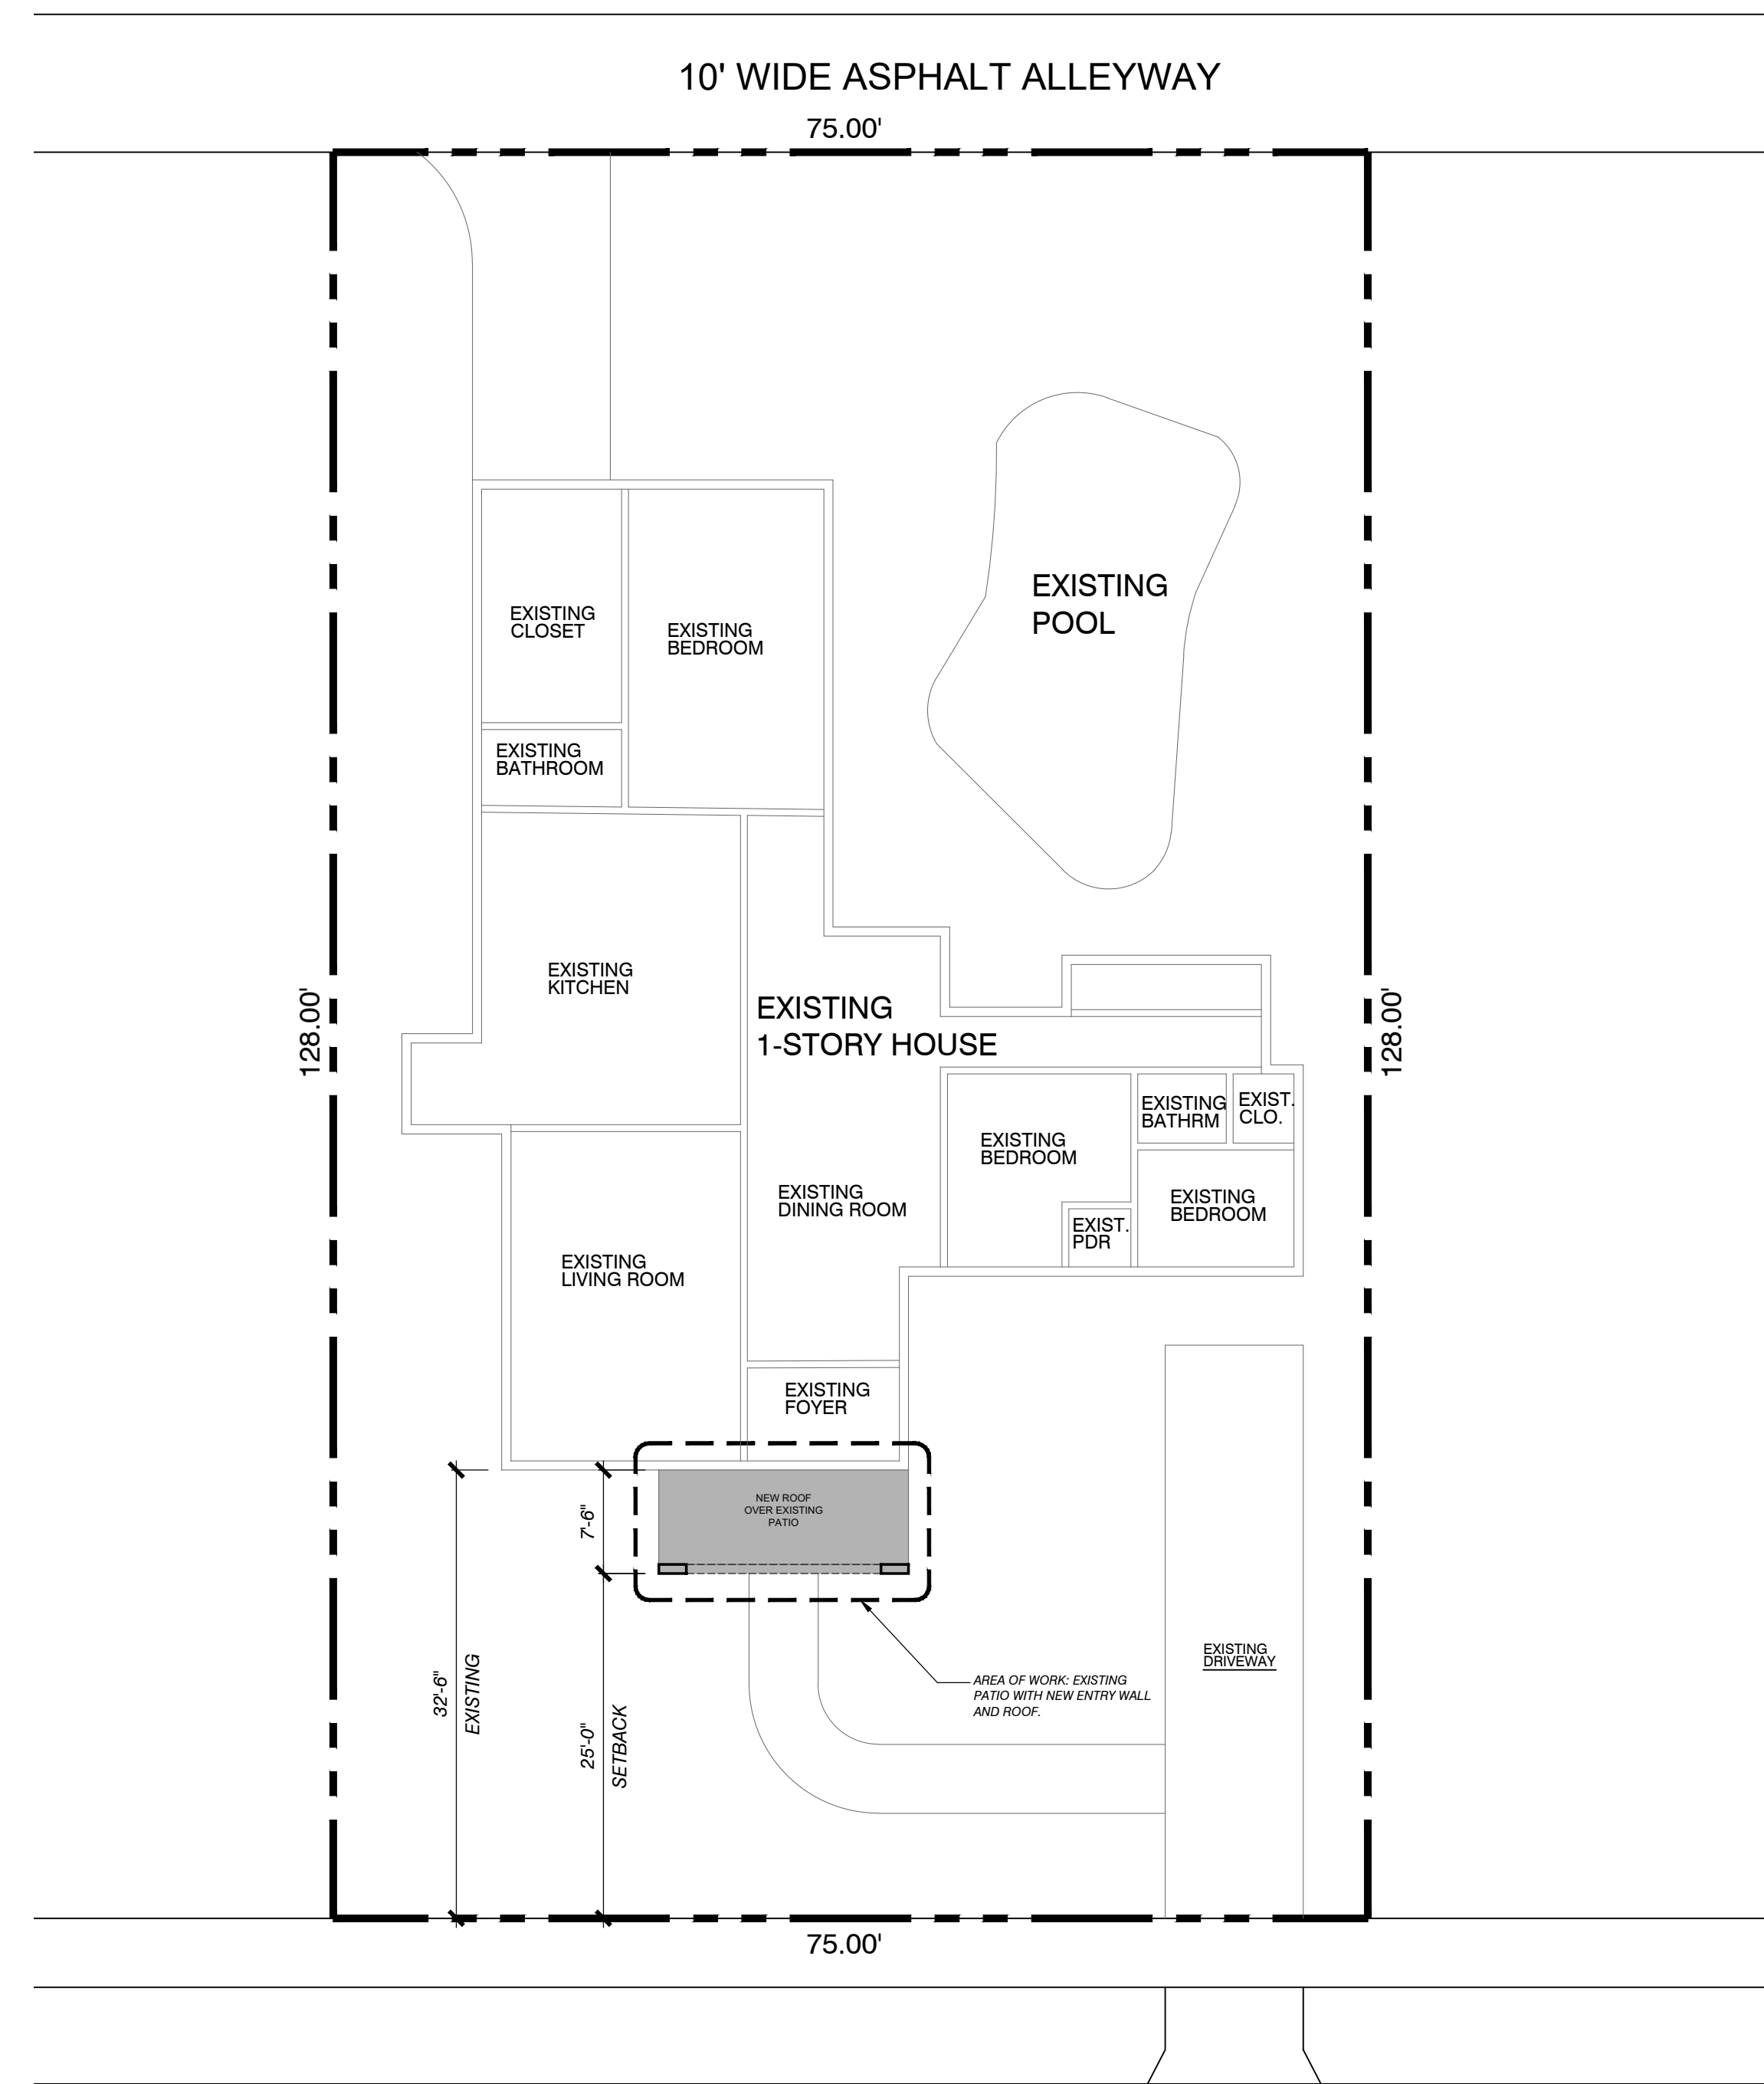 10' WIDE ASPHALT ALLEYWAY
75.00'
EXISTING
POOL
EXISTING
CLOSET
EXISTING
BEDROOM
EXISTING
BATHROOM
EXISTING
KITCHEN
EXISTING
1-STORY HOUSE
128.00'
128.00'
EXISTING
BATHRM
EXIST.
CLO.
EXISTING
BEDROOM
EXISTING
DINING ROOM
EXISTING
BEDROOM
EXIST.
PDR
EXISTING
LIVING ROOM
EXISTING
FOYER
NEW ROOF
OVER EXISTING
PATIO
7'-6"
32'-6"
EXISTING
25'-0"
SETBACK
EXISTING
DRIVEWAY
AREA OF WORK: EXISTING
PATIO WITH NEW ENTRY WALL
AND ROOF.
75.00'